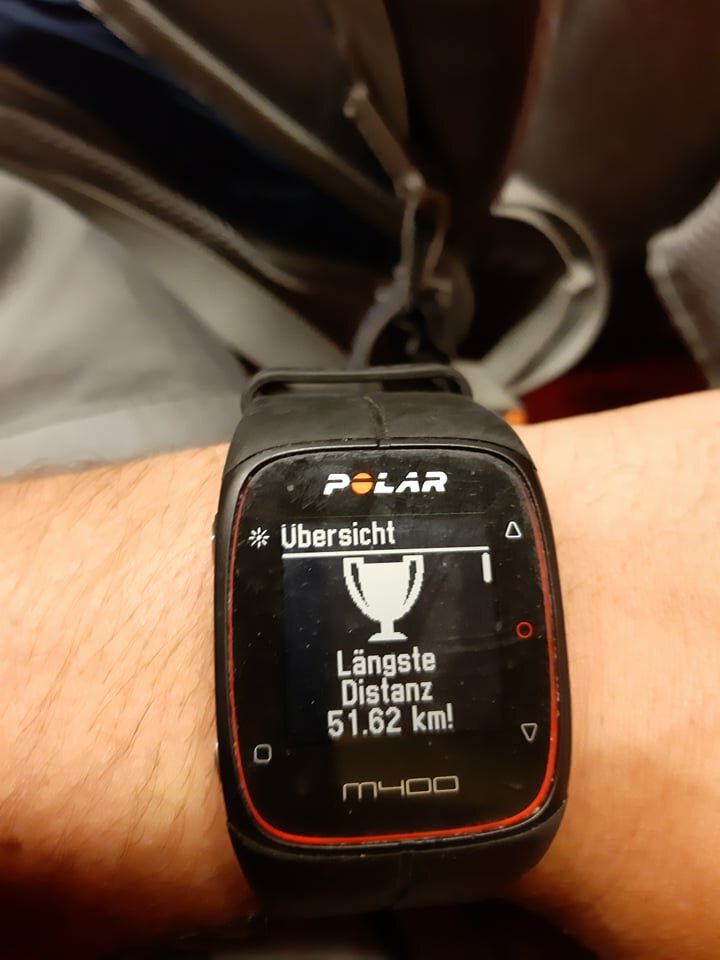 POLAR
Übersicht
Längste
Distanz
51.62 km!
M400